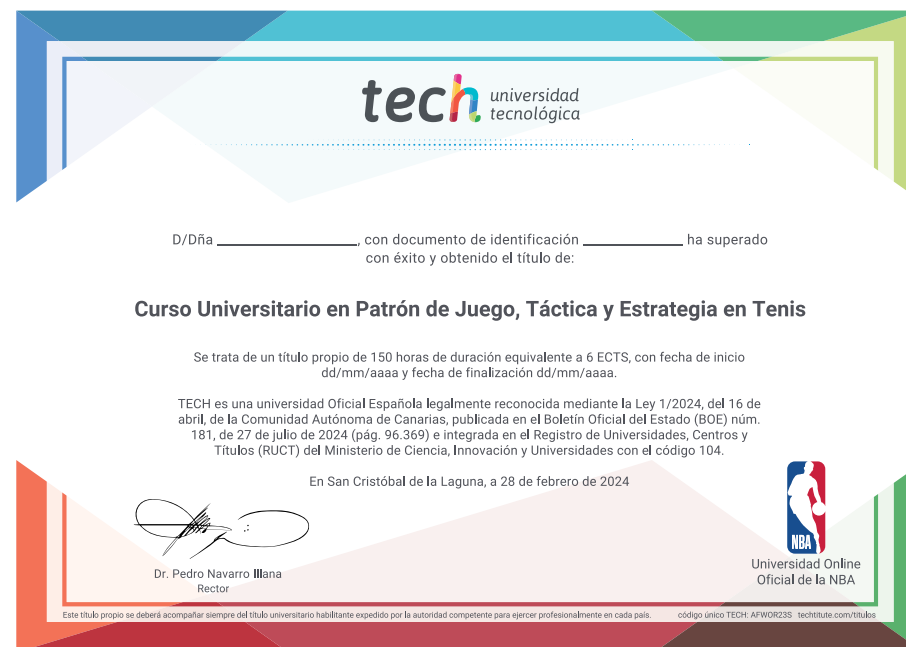 tech universidad
tecnológica
D/Dña ____________________, con documento de identificación ______________ ha superado
con éxito y obtenido el título de:
Curso Universitario en Patrón de Juego, Táctica y Estrategia en Tenis
Se trata de un título propio de 150 horas de duración equivalente a 6 ECTS, con fecha de inicio
dd/mm/aaaa y fecha de finalización dd/mm/aaaa.
TECH es una universidad Oficial Española legalmente reconocida mediante la Ley 1/2024, del 16 de
abril, de la Comunidad Autónoma de Canarias, publicada en el Boletín Oficial del Estado (BOE) núm.
181, de 27 de julio de 2024 (pág. 96.369) e integrada en el Registro de Universidades, Centros y
Títulos (RUCT) del Ministerio de Ciencia, Innovación y Universidades con el código 104.
En San Cristóbal de la Laguna, a 28 de febrero de 2024
NBA
Dr. Pedro Navarro Illana
Rector
Universidad Online
Oficial de la NBA
Este título propio se deberá acompañar siempre del título universitario habilitante expedido por la autoridad competente para ejercer profesionalmente en cada país. código único TECH: AFWOR23S techtitute.com/titulos